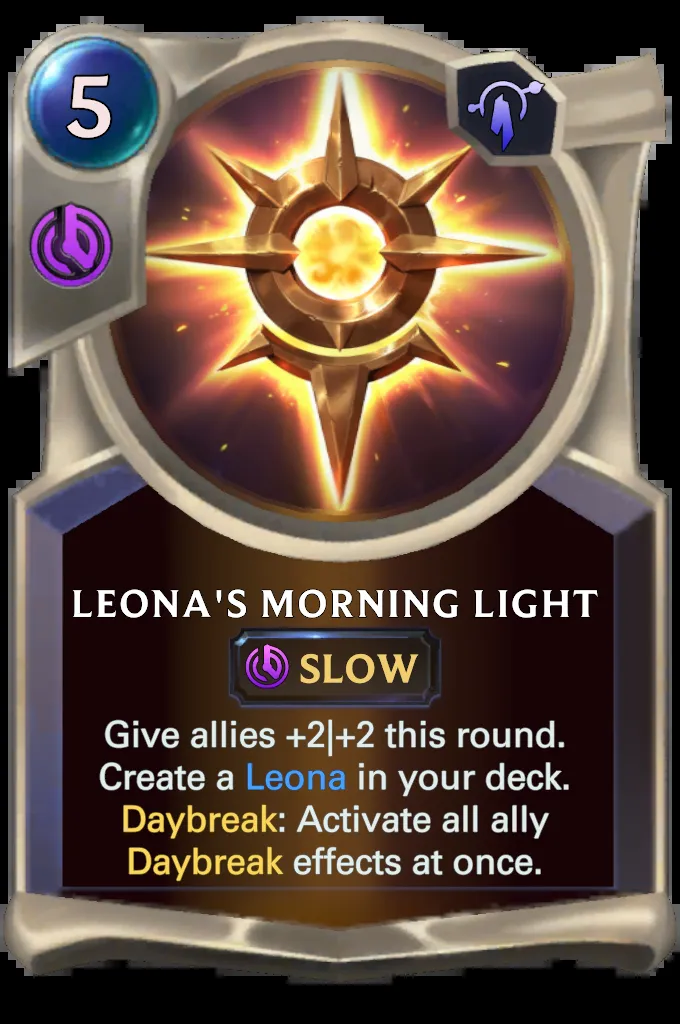 5
LEONA'S MORNING LIGHT
SLOW
Give allies +2|+2 this round.
Create a Leona in your deck.
Daybreak: Activate all ally
Daybreak effects at once.